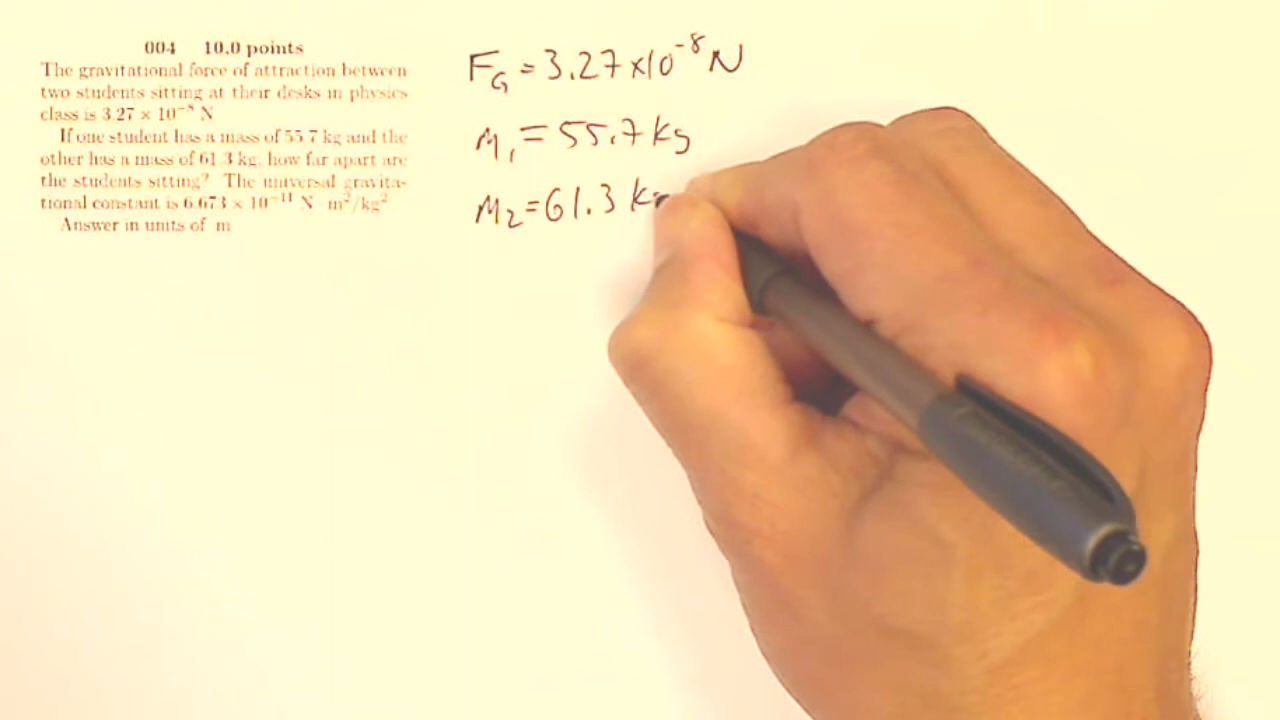 004 10.0 points
The gravitational force of attraction between
two students sitting at their desks in physics
class is 3.27 × 10⁻⁸ N
If one student has a mass of 55.7 kg and the
other has a mass of 61.3 kg, how far apart are
the students sitting? The universal gravita-
tional constant is 6.673 × 10⁻¹¹ N m²/kg²
Answer in units of m
F_G = 3.27 ×10⁻⁸ N
M₁ = 55.7 kg
M₂ = 61.3